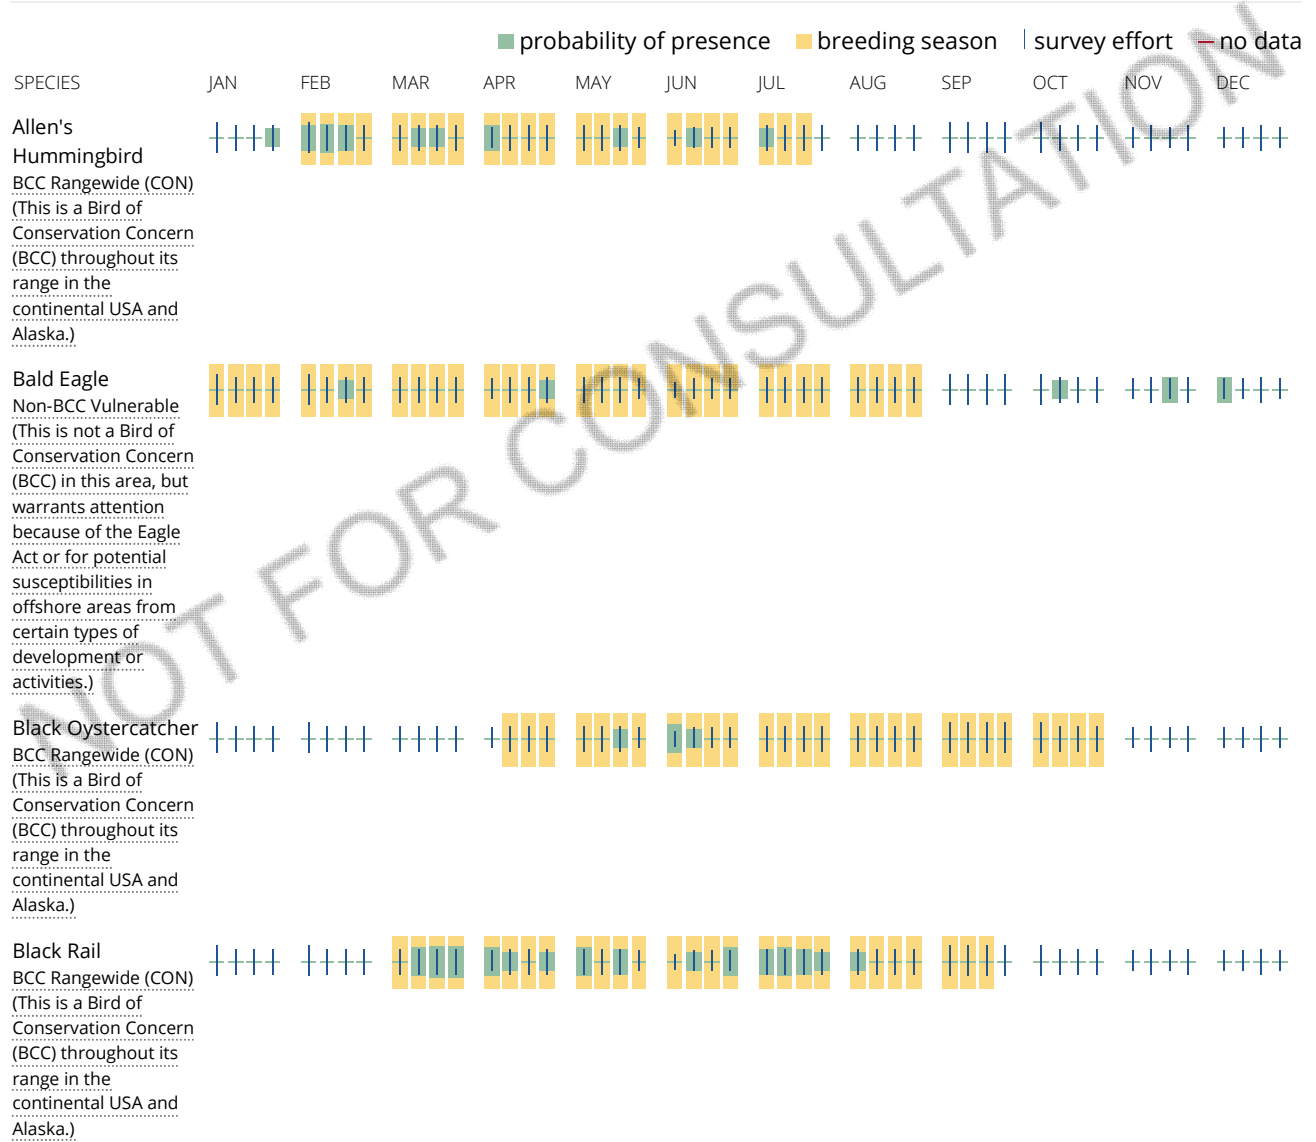 probability of presence breeding season survey effort no data
SPECIES JAN FEB MAR APR MAY JUN JUL AUG SEP OCT NOV DEC
Allen's
Hummingbird
BCC Rangewide (CON)
(This is a Bird of
Conservation Concern
(BCC) throughout its
range in the
continental USA and
Alaska.)
Bald Eagle
Non-BCC Vulnerable
(This is not a Bird of
Conservation Concern
(BCC) in this area, but
warrants attention
because of the Eagle
Act or for potential
susceptibilities in
offshore areas from
certain types of
development or
activities.)
Black Oystercatcher
BCC Rangewide (CON)
(This is a Bird of
Conservation Concern
(BCC) throughout its
range in the
continental USA and
Alaska.)
Black Rail
BCC Rangewide (CON)
(This is a Bird of
Conservation Concern
(BCC) throughout its
range in the
continental USA and
Alaska.)
NOT FOR CONSULTATION